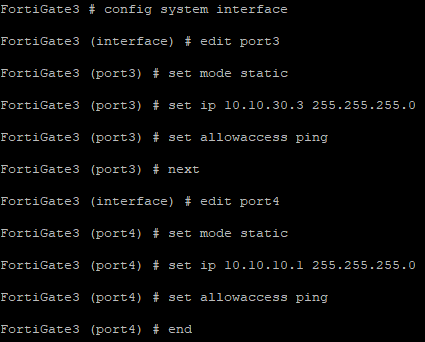 FortiGate3 # config system interface
FortiGate3 (interface) # edit port3
FortiGate3 (port3) # set mode static
FortiGate3 (port3) # set ip 10.10.30.3 255.255.255.0
FortiGate3 (port3) # set allowaccess ping
FortiGate3 (port3) # next
FortiGate3 (interface) # edit port4
FortiGate3 (port4) # set mode static
FortiGate3 (port4) # set ip 10.10.10.1 255.255.255.0
FortiGate3 (port4) # set allowaccess ping
FortiGate3 (port4) # end